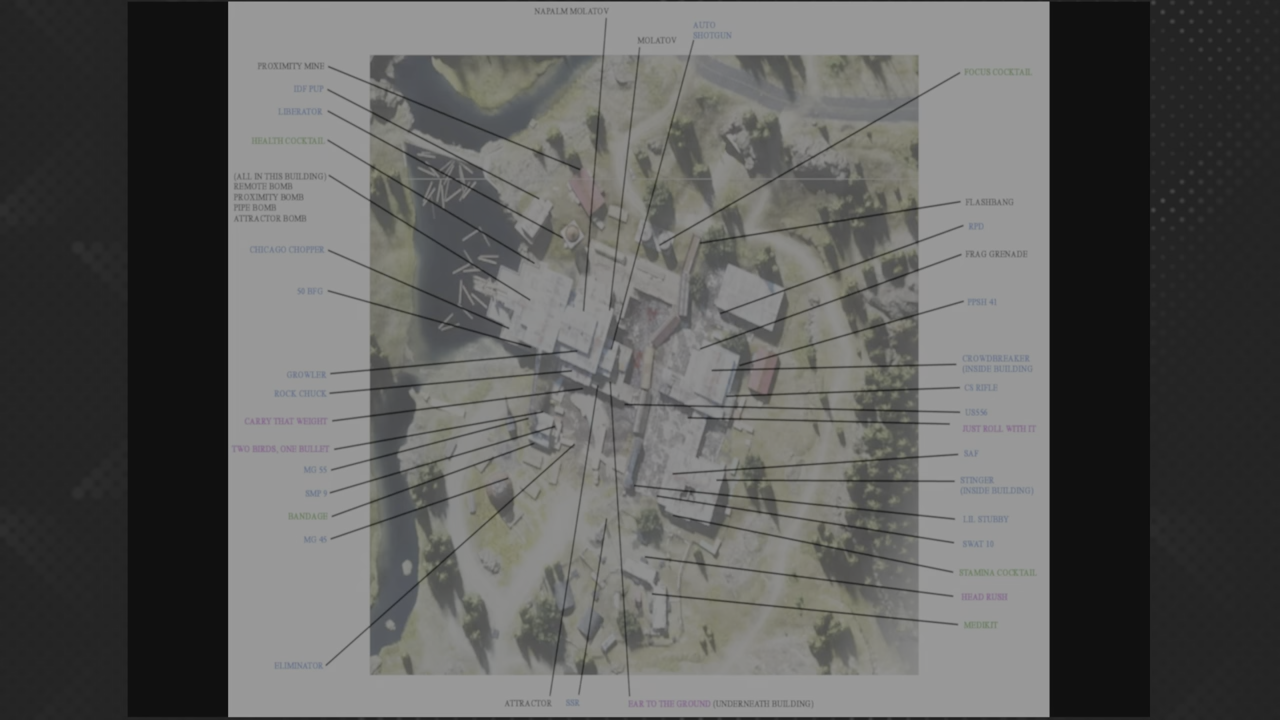 NAPALM MOLATOV
AUTO
SHOTGUN
MOLATOV
PROXIMITY MINE
IDF PUP
LIBERATOR
HEALTH COCKTAIL
(ALL IN THIS BUILDING)
REMOTE BOMB
PROXIMITY BOMB
PIPE BOMB
ATTRACTOR BOMB
CHICAGO CHOPPER
50 BFG
GROWLER
ROCK CHUCK
CARRY THAT WEIGHT
TWO BIRDS, ONE BULLET
MG 55
SMP 9
BANDAGE
MG 45
ELIMINATOR
FOCUS COCKTAIL
FLASHBANG
RPD
FRAG GRENADE
PPSH 41
CROWDBREAKER
(INSIDE BUILDING
CS RIFLE
US556
JUST ROLL WITH IT
SAF
STINGER
(INSIDE BUILDING)
LIL STUBBY
SWAT 10
STAMINA COCKTAIL
HEAD RUSH
MEDIKIT
ATTRACTOR
SSK
EAR TO THE GROUND (UNDERNEATH BUILDING)